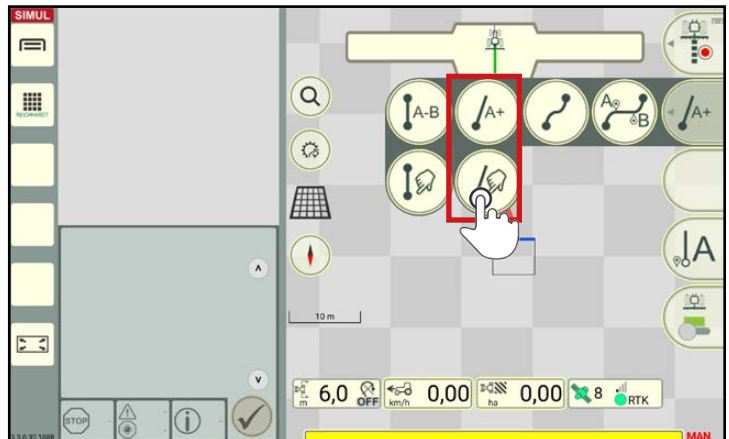 SIMUL
REICHHARDT
A-B
A+
A
B
A+
A
10 m
m
6,0
OFF
km/h
0,00
ha
0,00
8
RTK
STOP
MAN